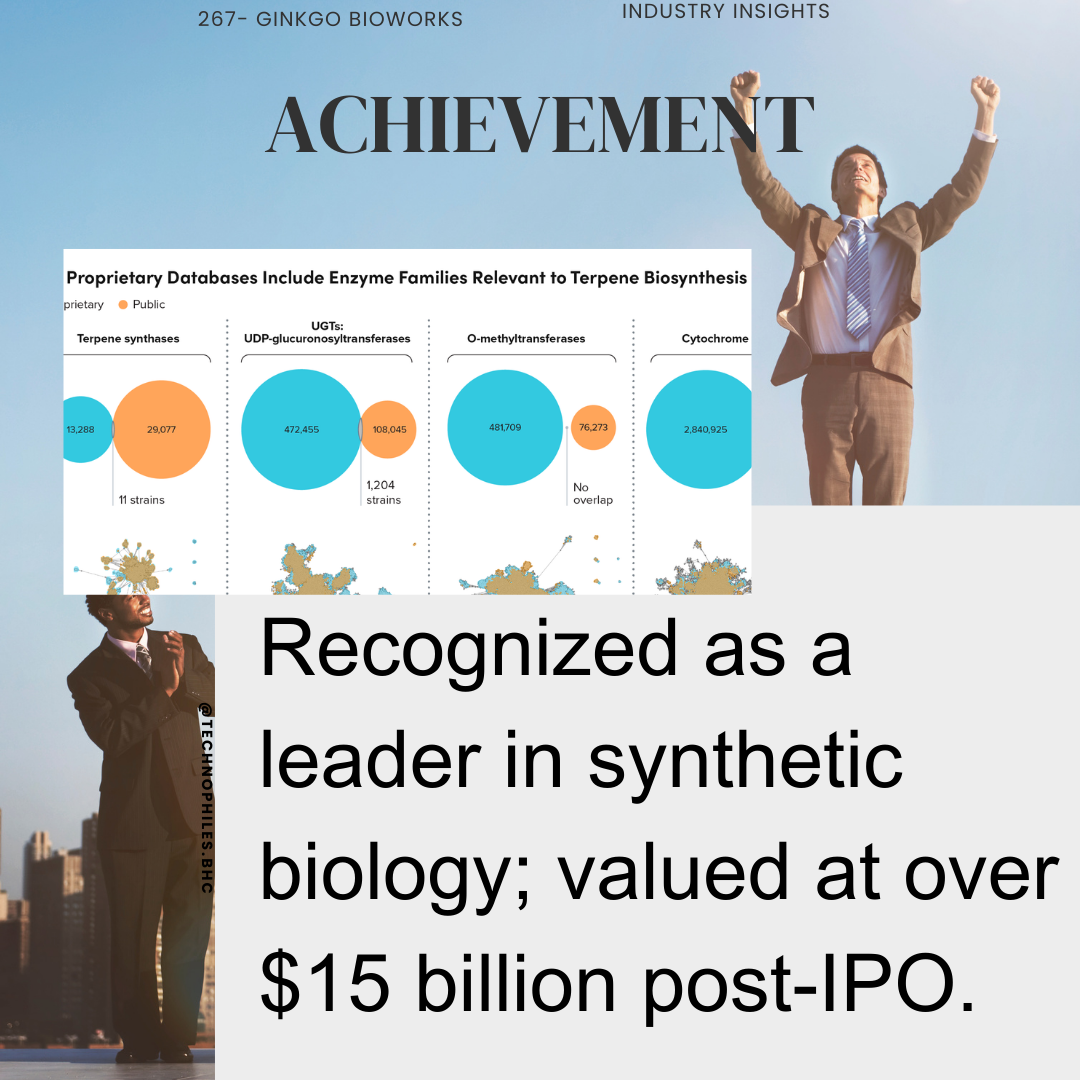 267- GINKGO BIOWORKS
INDUSTRY INSIGHTS
ACHIEVEMENT
Proprietary Databases Include Enzyme Families Relevant to Terpene Biosynthesis
prietary
Public
Terpene synthases
UGTs:
UDP-glucuronosyltransferases
O-methyltransferases
Cytochrome
13,288
29,077
472,455
108,045
481,709
76,273
2,840,925
11 strains
1,204
strains
No
overlap
Recognized as a
leader in synthetic
biology; valued at over
$15 billion post-IPO.
@TECHNOPHILES.BHC